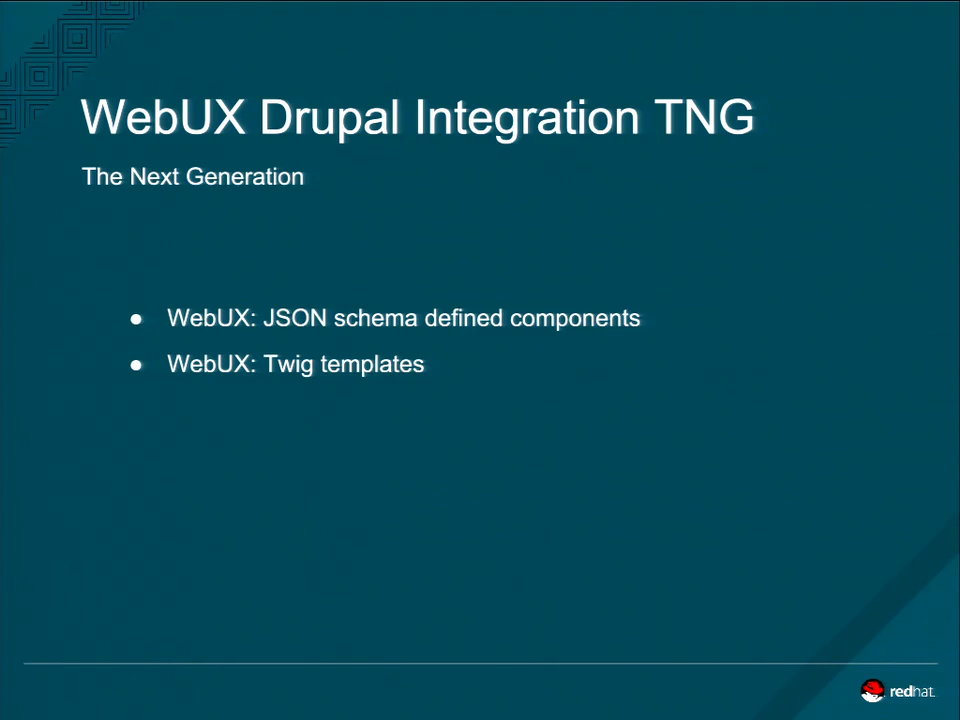 WebUX Drupal Integration TNG
The Next Generation
● WebUX: JSON schema defined components
● WebUX: Twig templates
redhat.